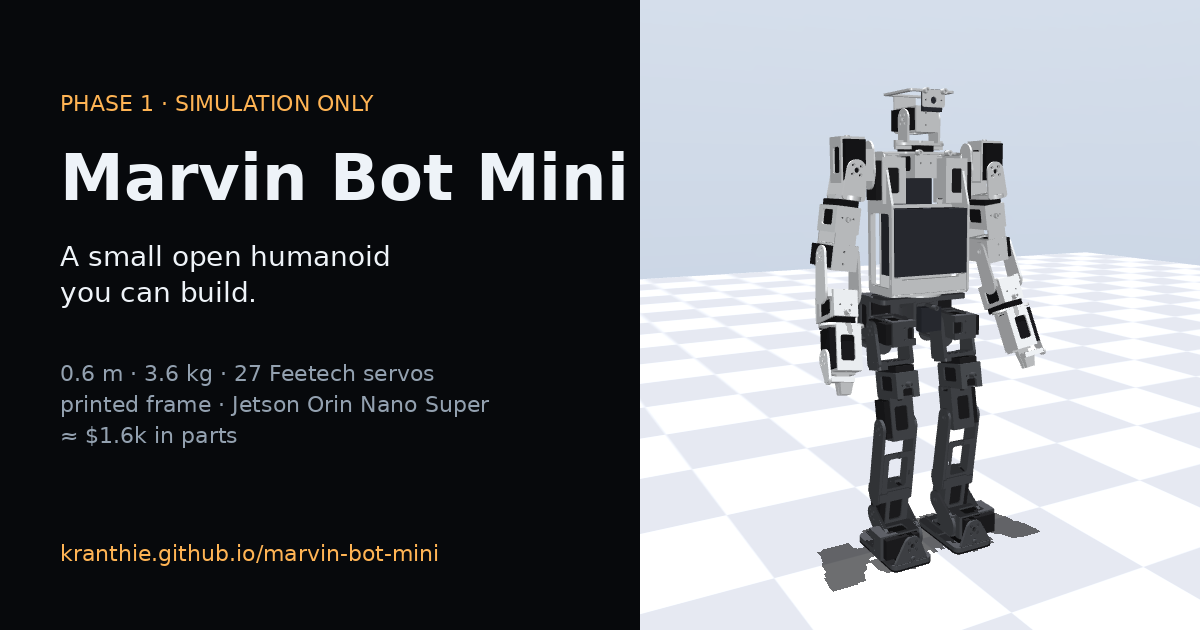 PHASE 1 · SIMULATION ONLY
Marvin Bot Mini
A small open humanoid
you can build.
0.6 m · 3.6 kg · 27 Feetech servos
printed frame · Jetson Orin Nano Super
≈ $1.6k in parts
kranthie.github.io/marvin-bot-mini